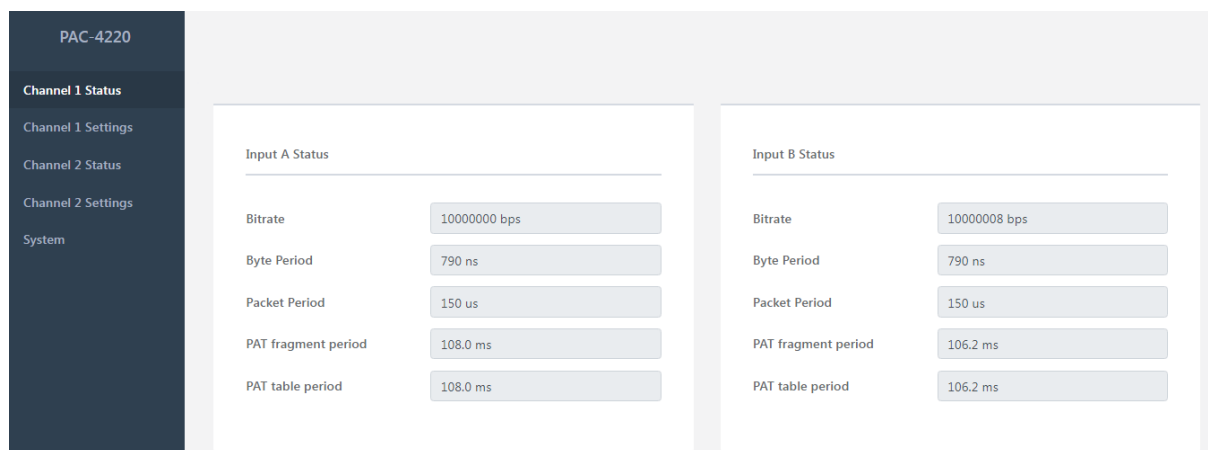 PAC-4220
Channel 1 Status
Channel 1 Settings
Channel 2 Status
Channel 2 Settings
System
Input A Status
Bitrate 10000000 bps
Byte Period 790 ns
Packet Period 150 us
PAT fragment period 108.0 ms
PAT table period 108.0 ms
Input B Status
Bitrate 10000008 bps
Byte Period 790 ns
Packet Period 150 us
PAT fragment period 106.2 ms
PAT table period 106.2 ms